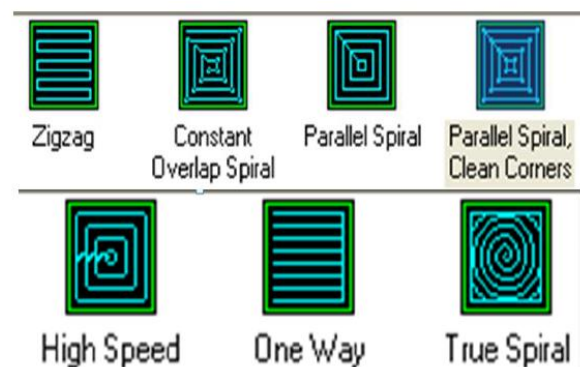 Zigzag
Constant
Overlap Spiral
Parallel Spiral
Parallel Spiral,
Clean Corners
High Speed
One Way
True Spiral